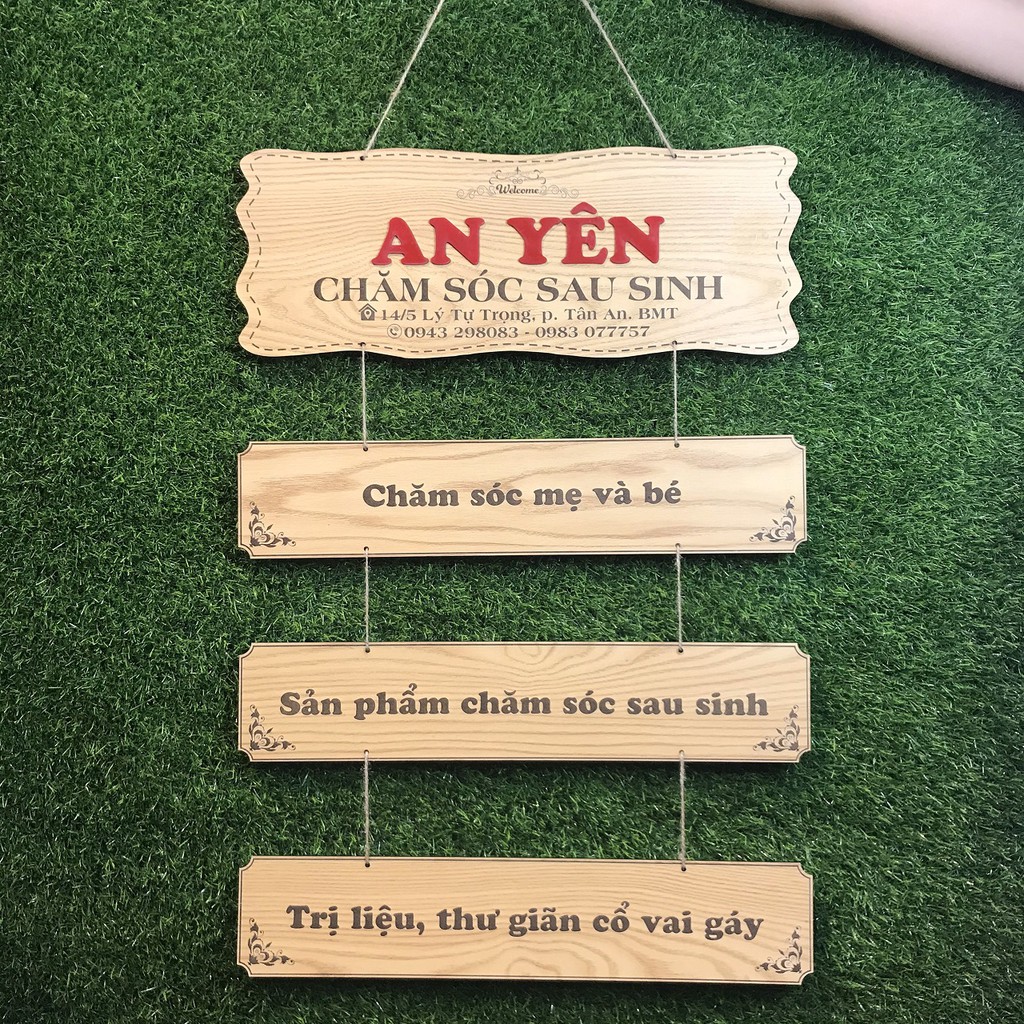 Welcome
AN YÊN
CHĂM SÓC SAU SINH
14/5 Lý Tự Trọng, p. Tân An. BMT
0943 298083 - 0983 077757
Chăm sóc mẹ và bé
Sản phẩm chăm sóc sau sinh
Trị liệu, thư giãn cổ vai gáy